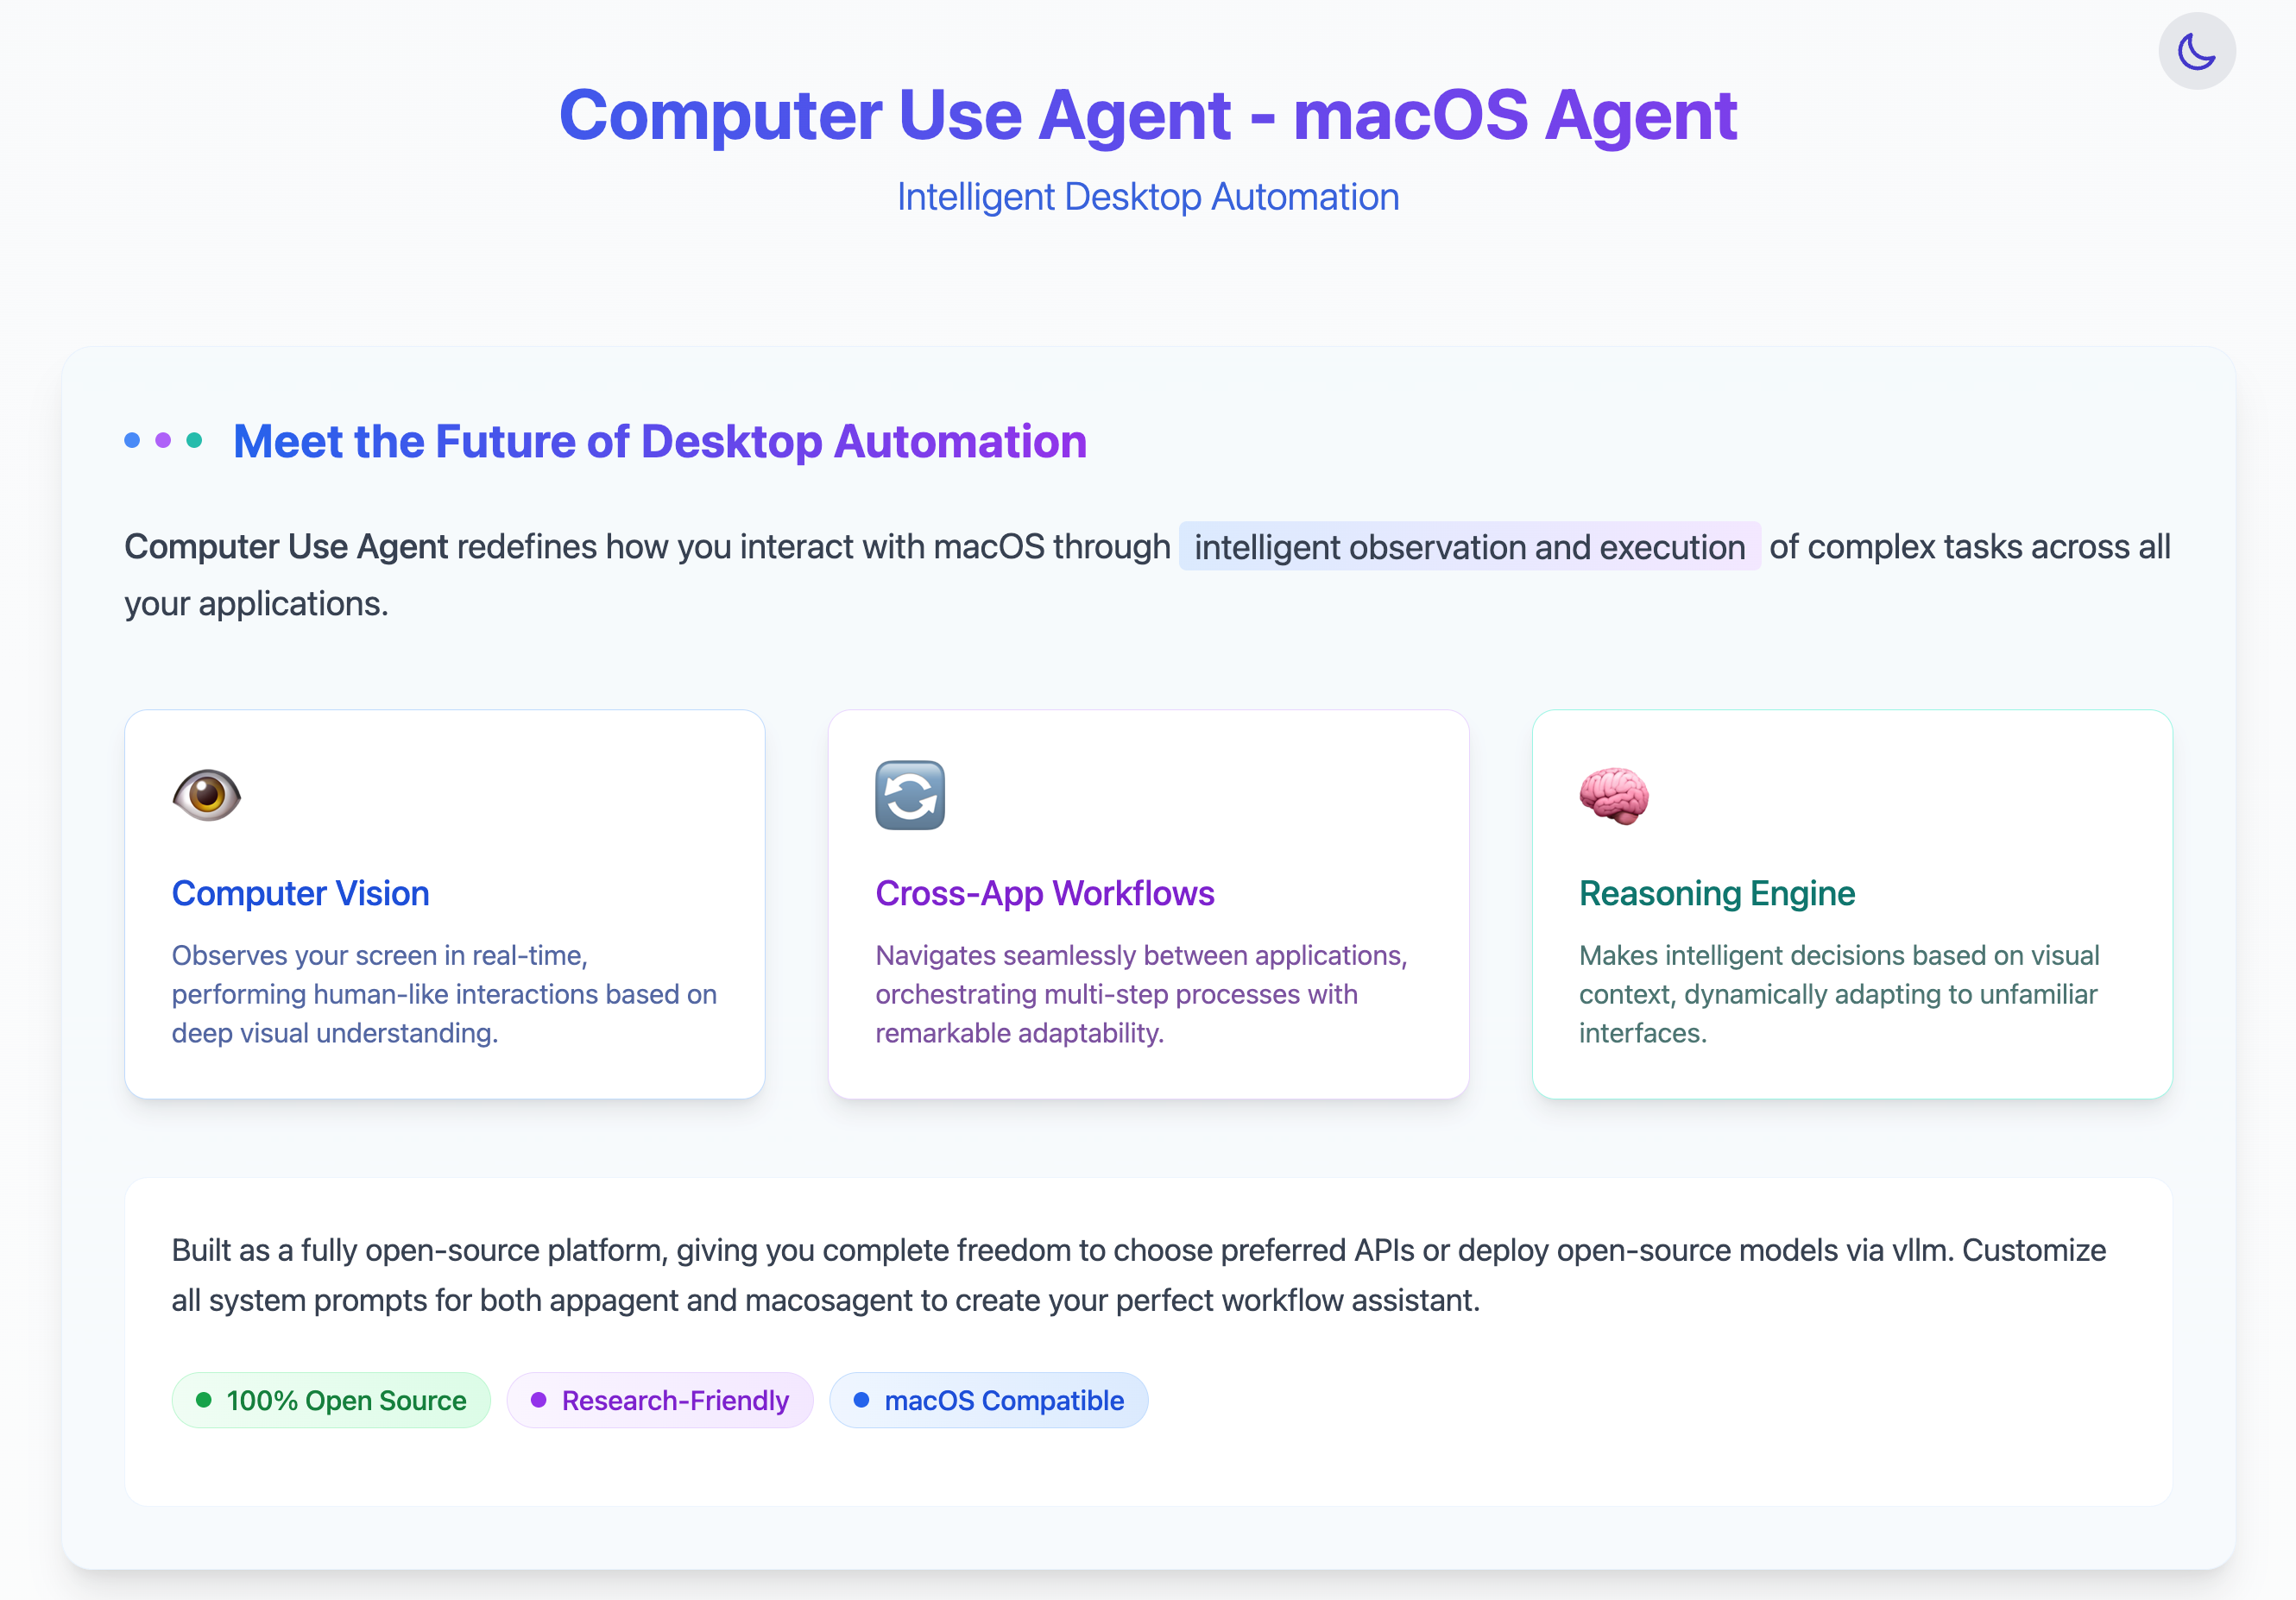 Computer Use Agent - macOS Agent
Intelligent Desktop Automation
Meet the Future of Desktop Automation
Computer Use Agent redefines how you interact with macOS through intelligent observation and execution of complex tasks across all
your applications.
Computer Vision
Observes your screen in real-time,
performing human-like interactions based on
deep visual understanding.
Cross-App Workflows
Navigates seamlessly between applications,
orchestrating multi-step processes with
remarkable adaptability.
Reasoning Engine
Makes intelligent decisions based on visual
context, dynamically adapting to unfamiliar
interfaces.
Built as a fully open-source platform, giving you complete freedom to choose preferred APIs or deploy open-source models via vllm. Customize
all system prompts for both appagent and macosagent to create your perfect workflow assistant.
100% Open Source
Research-Friendly
macOS Compatible